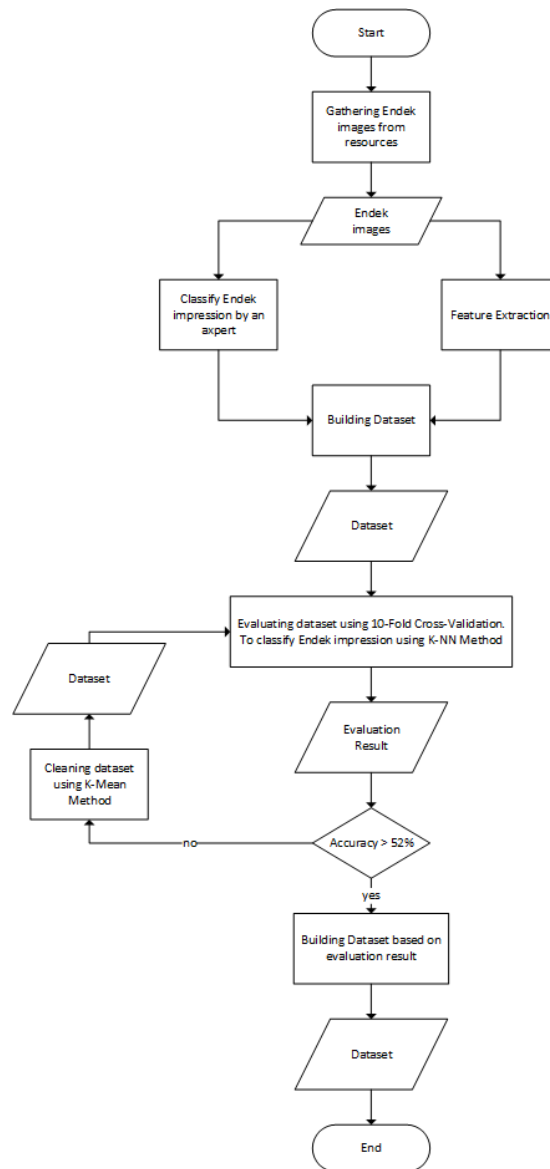 Start
Gathering Endek
images from
resources
Endek
images
Classify Endek
impression by an
axpert
Feature Extraction
Building Dataset
Dataset
Evaluating dataset using 10-Fold Cross-Validation.
To classify Endek impression using K-NN Method
Dataset
Evaluation
Result
Cleaning dataset
using K-Mean
Method
no
Accuracy > 52%
yes
Building Dataset based on
evaluation result
Dataset
End